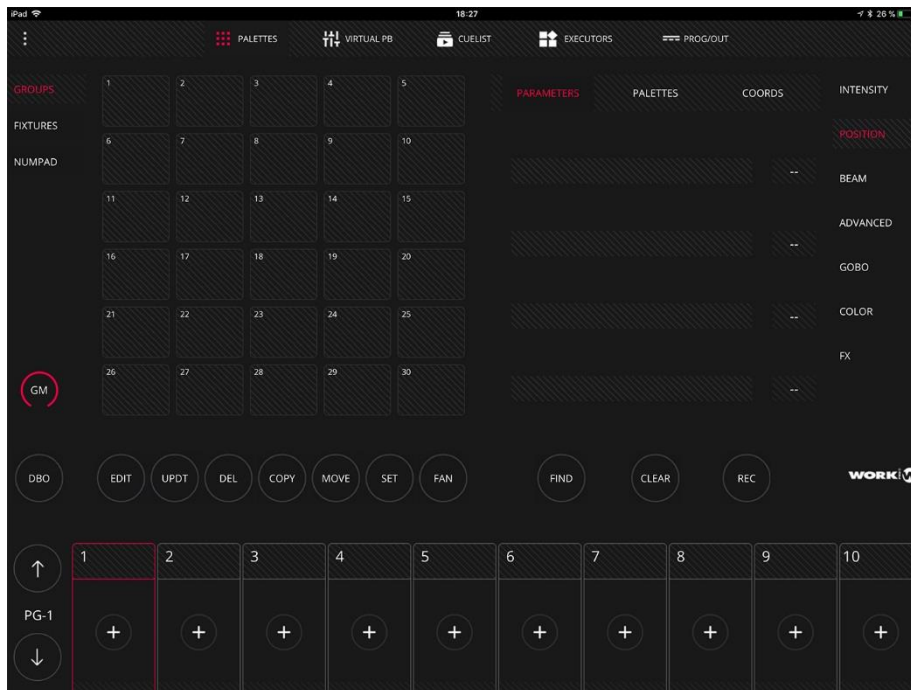 iPad 18:27 26 %
PALETTES VIRTUAL PB CUELIST EXECUTORS PROG/OUT
GROUPS
FIXTURES
NUMPAD
1 2 3 4 5
6 7 8 9 10
11 12 13 14 15
16 17 18 19 20
21 22 23 24 25
26 27 28 29 30
PARAMETERS PALETTES COORDS
--
--
--
--
INTENSITY
POSITION
BEAM
ADVANCED
GOBO
COLOR
FX
GM
DBO EDIT UPDT DEL COPY MOVE SET FAN FIND CLEAR REC
WORK
PG-1
1 2 3 4 5 6 7 8 9 10
+ + + + + + + + + +